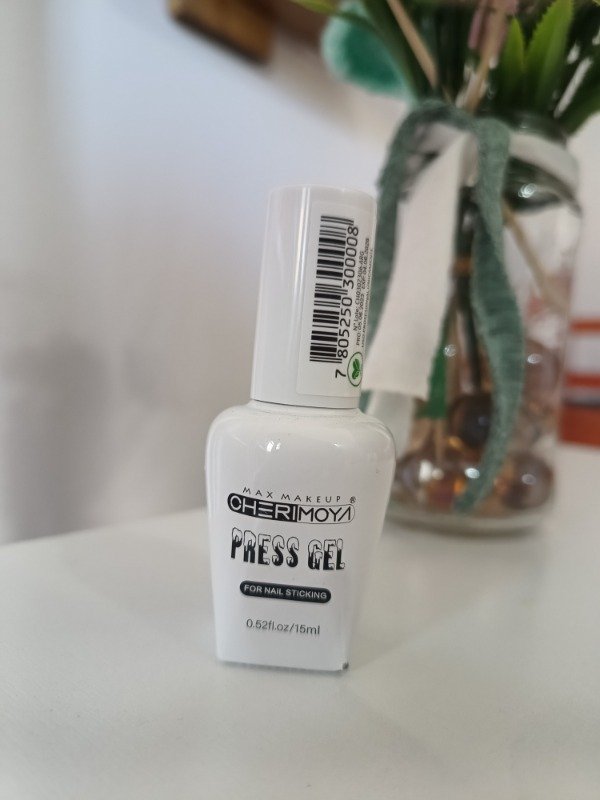 7 805250 300008
MAX MAKEUP
CHERIMOYA®
PRESS GEL
FOR NAIL STICKING
0.52fl.oz/15ml